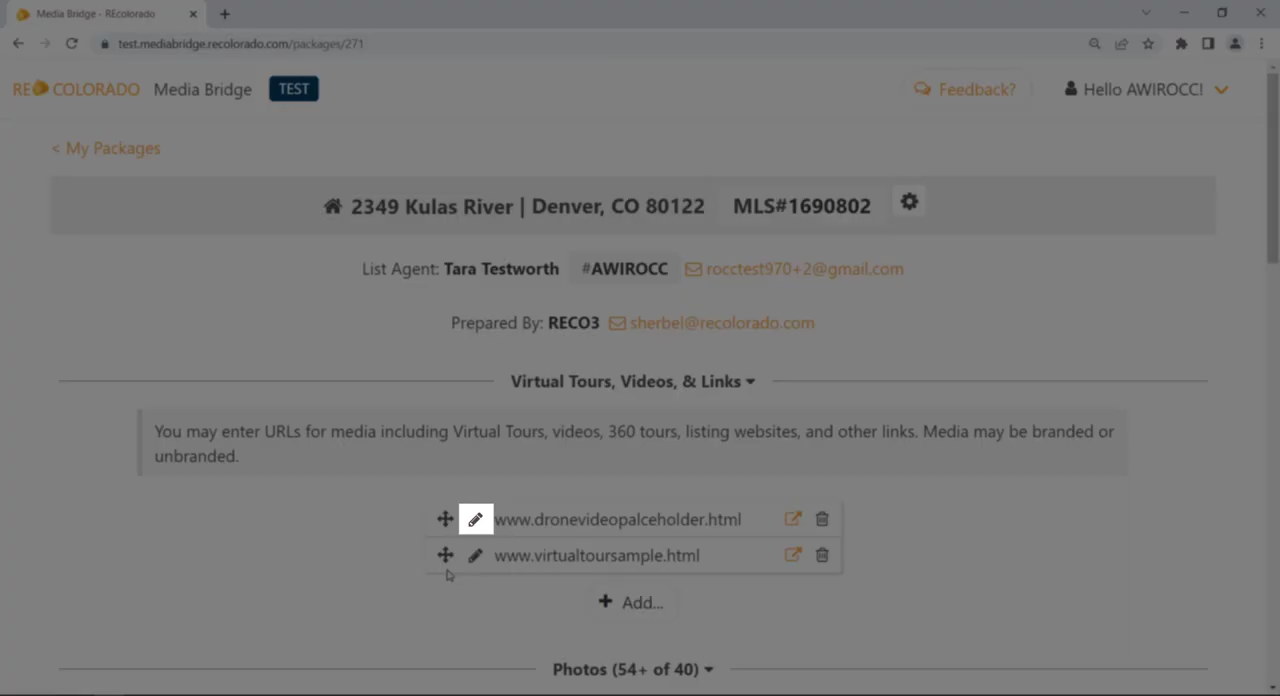 Media Bridge - REcolorado
test.mediabridge.recolorado.com/packages/271
RECOLORADO Media Bridge TEST Feedback? Hello AWIROCC!
< My Packages
2349 Kulas River | Denver, CO 80122 MLS#1690802
List Agent: Tara Testworth #AWIROCC rocctest970+2@gmail.com
Prepared By: RECO3 sherbel@recolorado.com
Virtual Tours, Videos, & Links
You may enter URLs for media including Virtual Tours, videos, 360 tours, listing websites, and other links. Media may be branded or
unbranded.
www.dronevideopalceholder.html
www.virtualtoursample.html
+ Add...
Photos (54+ of 40)